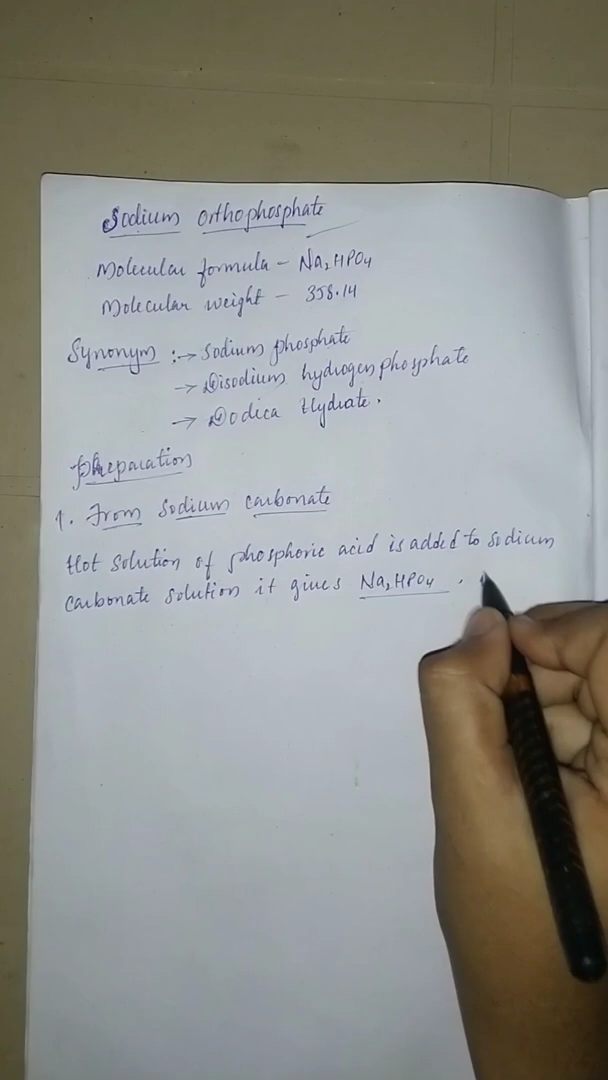 Sodium orthophosphate
Molecular formula - Na2HPO4
Molecular weight - 358.14
Synonym :→ Sodium phosphate
→ Disodium hydrogen phosphate
→ Dodica Hydrate.
Preparation
1. From Sodium carbonate
Hot solution of phosphoric acid is added to sodium
carbonate solution it gives Na2HPO4.